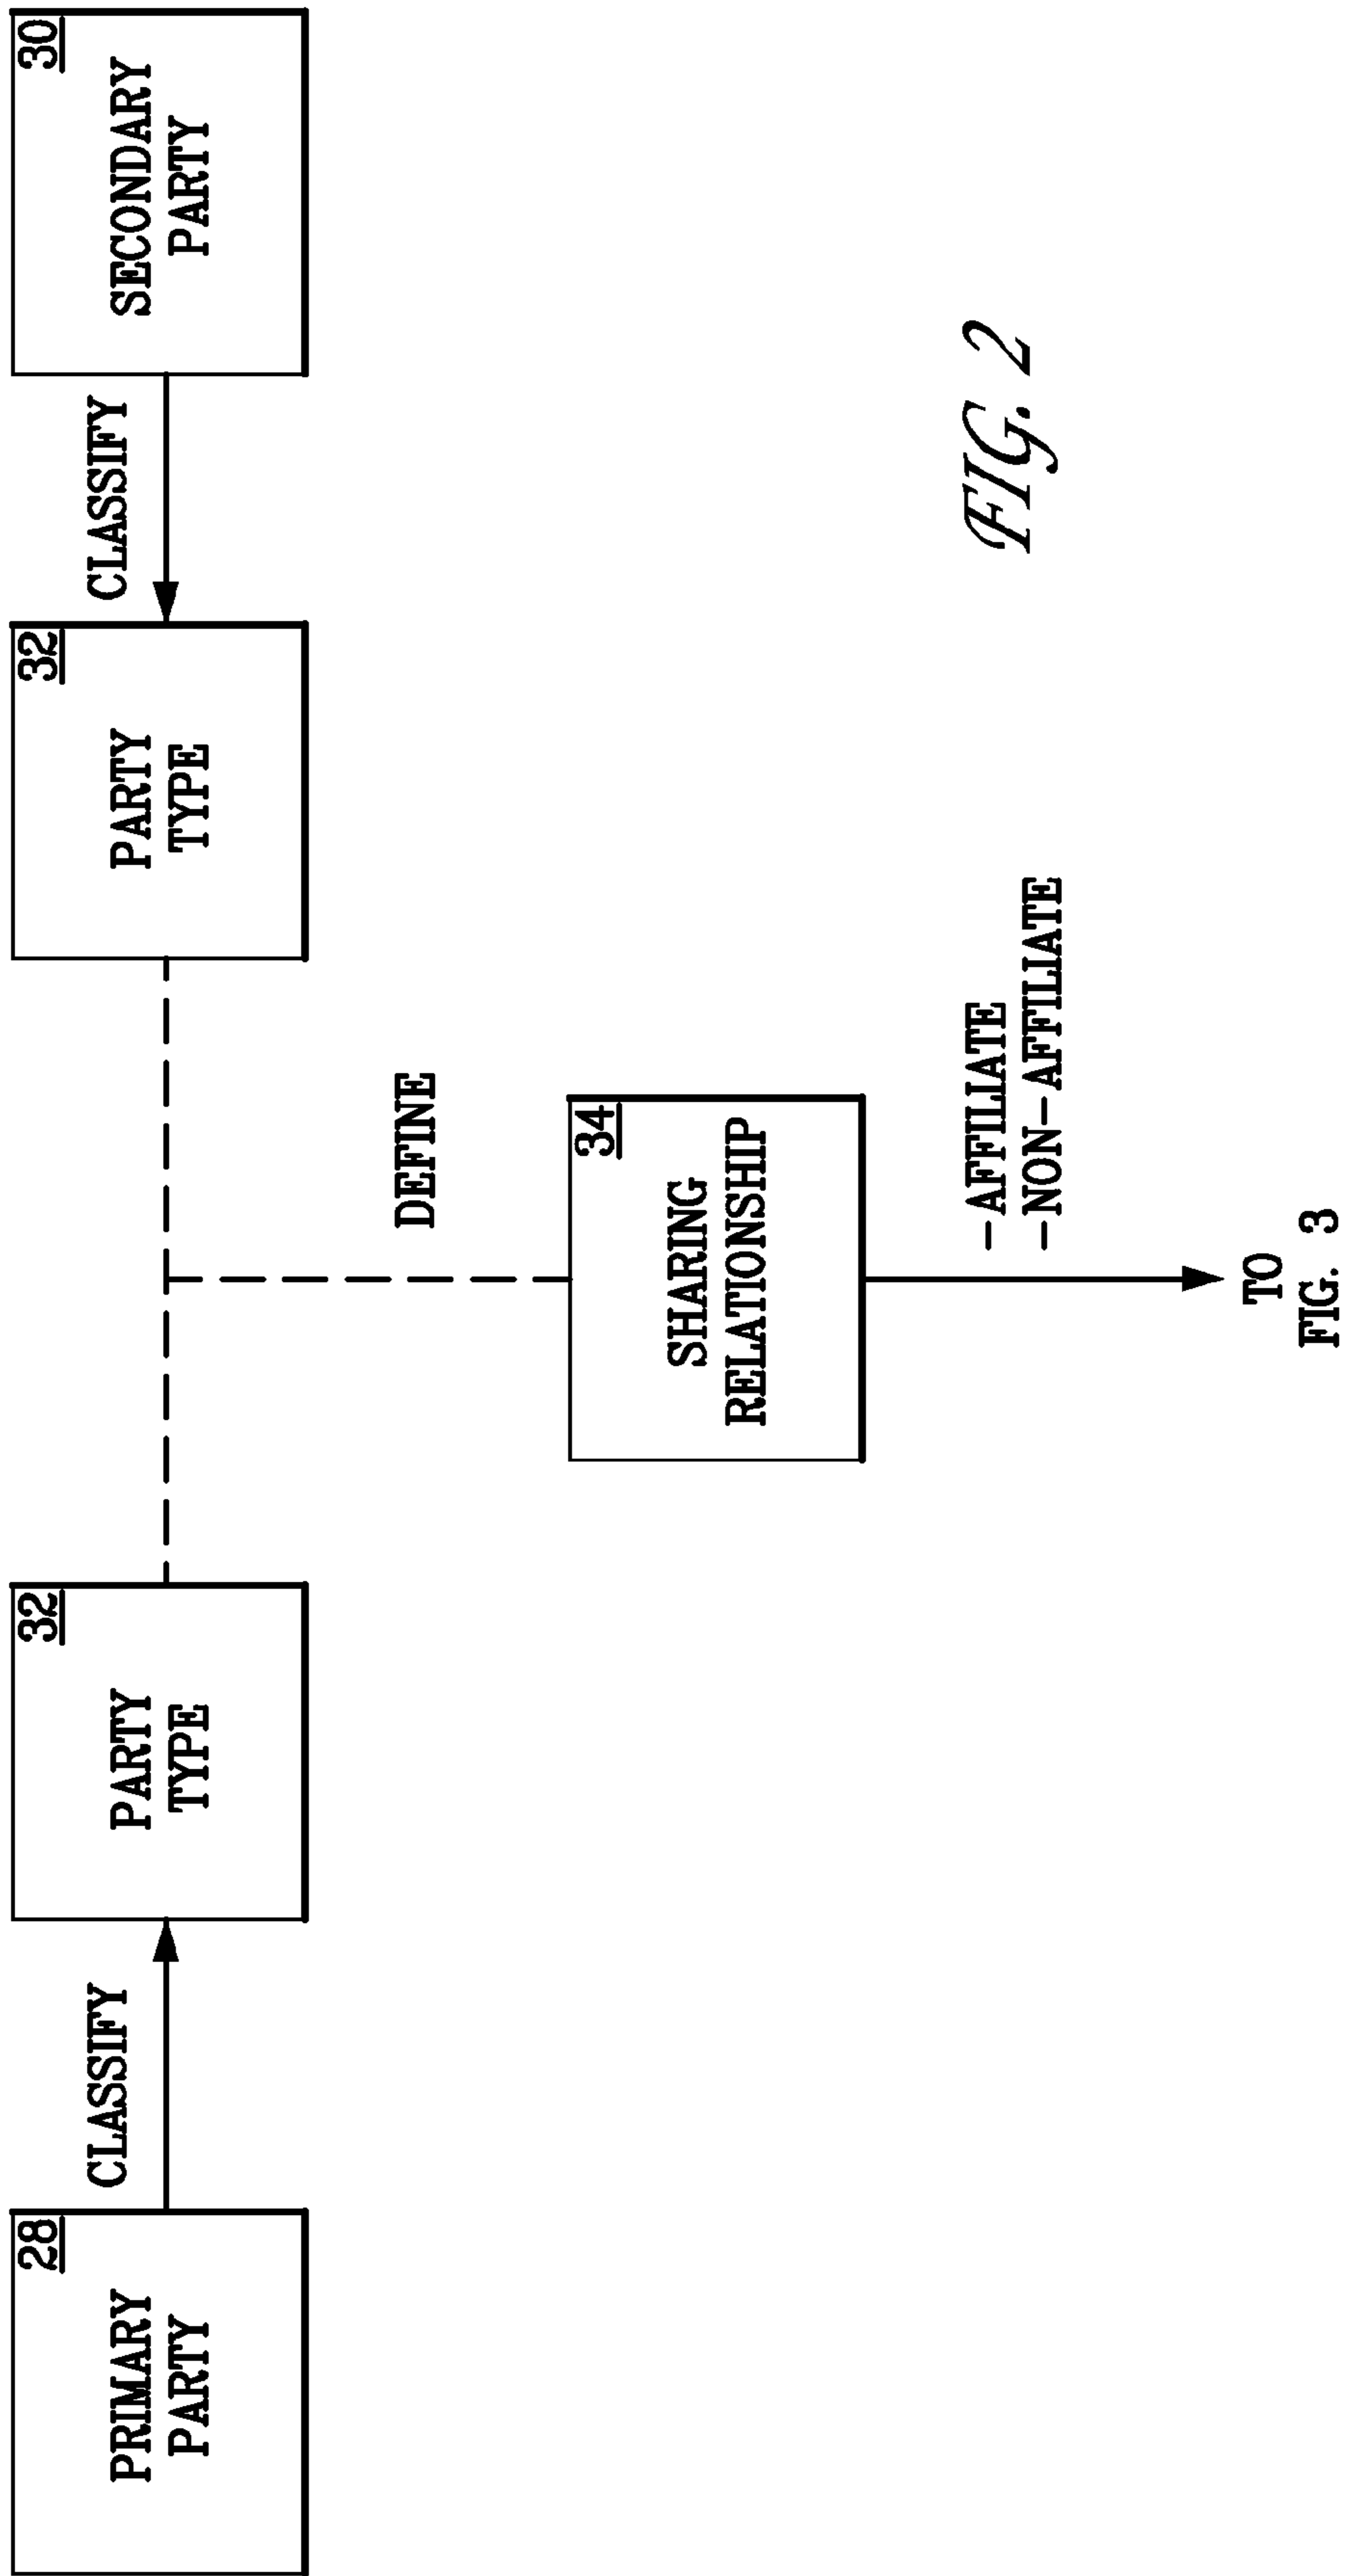 28
PRIMARY
PARTY
CLASSIFY
32
PARTY
TYPE
32
PARTY
TYPE
CLASSIFY
30
SECONDARY
PARTY
DEFINE
34
SHARING
RELATIONSHIP
-AFFILIATE
-NON-AFFILIATE
TO
FIG. 3
FIG. 2